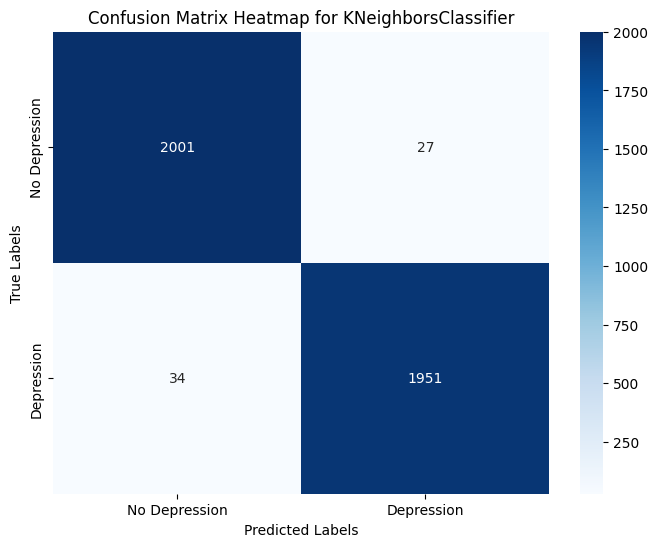 Confusion Matrix Heatmap for KNeighborsClassifier
True Labels
No Depression
Depression
2001
27
34
1951
No Depression
Depression
Predicted Labels
2000
1750
1500
1250
1000
750
500
250